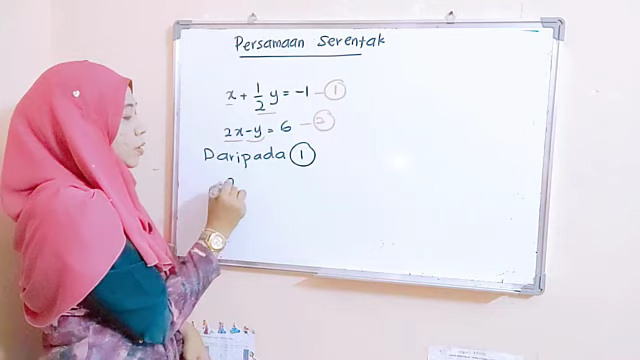 Persamaan Serentak
x + 1/2 y = -1 — 1
2x - y = 6 — 2
Daripada 1